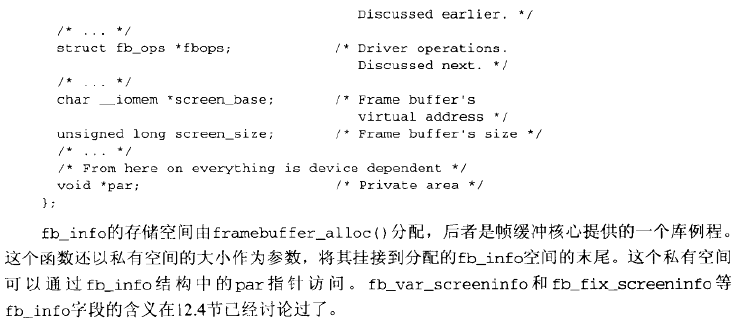 Discussed earlier. */
/* ... */
struct fb_ops *fbops; /* Driver operations.
Discussed next. */
/* ... */
char __iomem *screen_base; /* Frame buffer's
virtual address */
unsigned long screen_size; /* Frame buffer's size */
/* ... */
/* From here on everything is device dependent */
void *par; /* Private area */
};
fb_info的存储空间由framebuffer_alloc()分配，后者是帧缓冲核心提供的一个库例程。
这个函数还以私有空间的大小作为参数，将其挂接到分配的fb_info空间的末尾。这个私有空间
可以通过fb_info结构中的par指针访问。fb_var_screeninfo和fb_fix_screeninfo等
fb_info字段的含义在12.4节已经讨论过了。